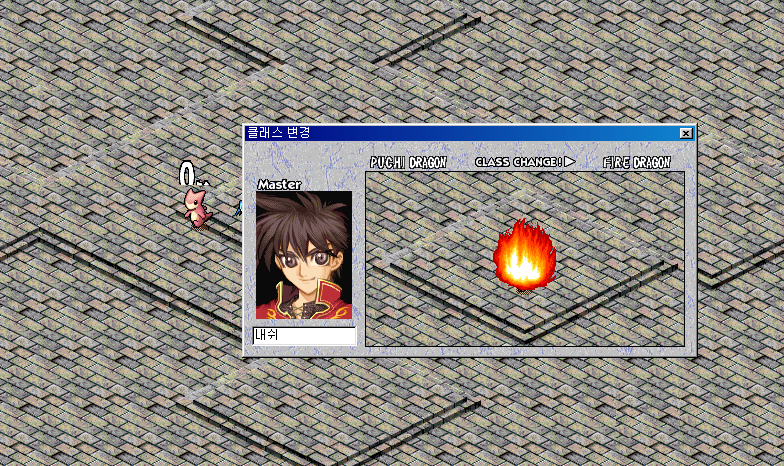 클래스 변경
PUCHI DRAGON CLASS CHANGE! FIRE DRAGON
Master
내쉬